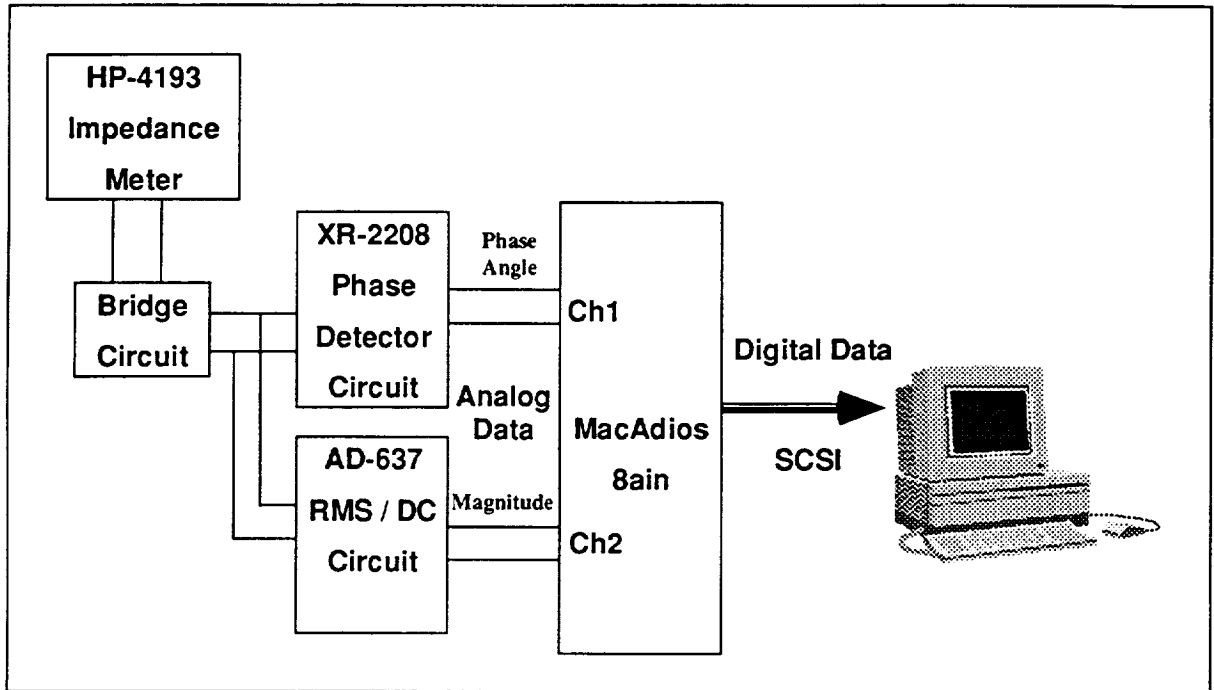 HP-4193
Impedance
Meter
Bridge
Circuit
XR-2208
Phase
Detector
Circuit
AD-637
RMS / DC
Circuit
Phase
Angle
Analog
Data
Magnitude
Ch1
MacAdios
8ain
Ch2
Digital Data
SCSI